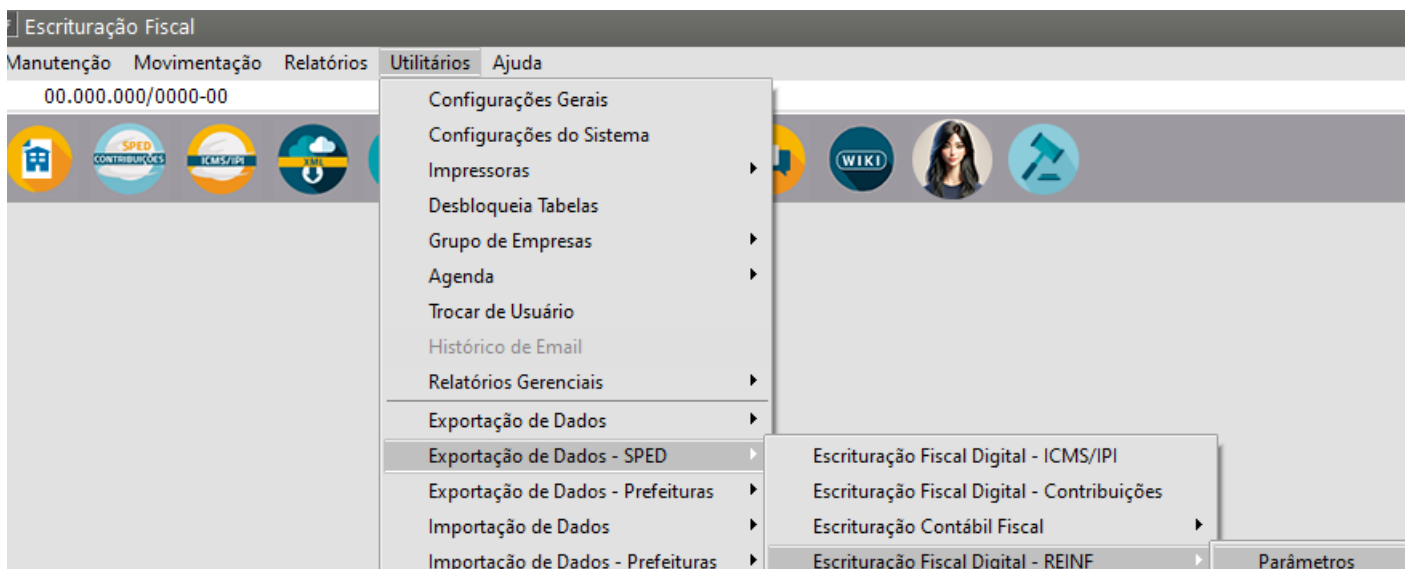 Escrituração Fiscal
Manutenção Movimentação Relatórios Utilitários Ajuda
00.000.000/0000-00
SPED CONTRIBUIÇÕES
ICMS/IPI
XML
WIKI
Configurações Gerais
Configurações do Sistema
Impressoras
Desbloqueia Tabelas
Grupo de Empresas
Agenda
Trocar de Usuário
Histórico de Email
Relatórios Gerenciais
Exportação de Dados
Exportação de Dados - SPED
Exportação de Dados - Prefeituras
Importação de Dados
Importação de Dados - Prefeituras
Escrituração Fiscal Digital - ICMS/IPI
Escrituração Fiscal Digital - Contribuições
Escrituração Contábil Fiscal
Escrituração Fiscal Digital - REINF
Parâmetros